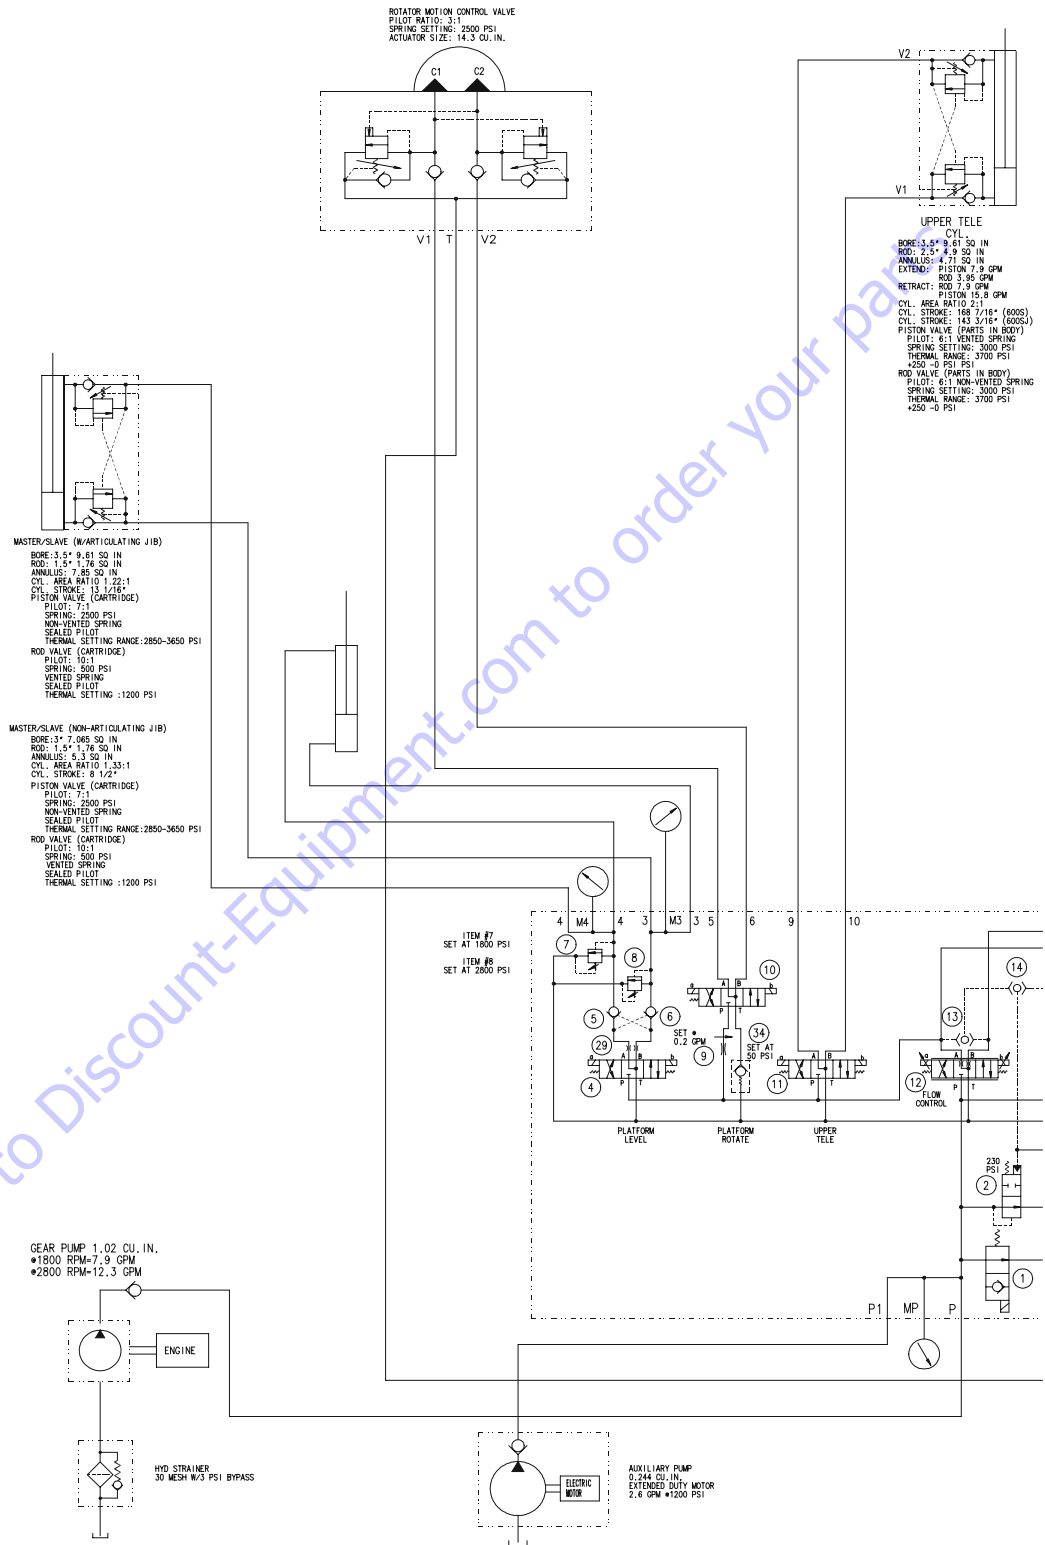 ROTATOR MOTION CONTROL VALVE
PILOT RATIO: 3:1
SPRING SETTING: 2500 PSI
ACTUATOR SIZE: 14.3 CU.IN.
C1
C2
V1
T
V2
V2
V1
UPPER TELE
CYL.
BORE:3.5" 9.61 SQ IN
ROD: 2.5" 4.9 SQ IN
ANNULUS: 4.71 SQ IN
EXTEND: PISTON 7.9 GPM
ROD 3.95 GPM
RETRACT: ROD 7.9 GPM
PISTON 15.8 GPM
CYL. AREA RATIO 2:1
CYL. STROKE: 168 7/16" (600S)
CYL. STROKE: 143 3/16" (600SJ)
PISTON VALVE (PARTS IN BODY)
PILOT: 6:1 VENTED SPRING
SPRING SETTING: 3000 PSI
THERMAL RANGE: 3700 PSI
+250 -0 PSI PSI
ROD VALVE (PARTS IN BODY)
PILOT: 6:1 NON-VENTED SPRING
SPRING SETTING: 3000 PSI
THERMAL RANGE: 3700 PSI
+250 -0 PSI
MASTER/SLAVE (W/ARTICULATING JIB)
BORE:3.5" 9.61 SQ IN
ROD: 1.5" 1.76 SQ IN
ANNULUS: 7.85 SQ IN
CYL. AREA RATIO 1.22:1
CYL. STROKE: 13 1/16"
PISTON VALVE (CARTRIDGE)
PILOT: 7:1
SPRING: 2500 PSI
NON-VENTED SPRING
SEALED PILOT
THERMAL SETTING RANGE:2850-3650 PSI
ROD VALVE (CARTRIDGE)
PILOT: 10:1
SPRING: 500 PSI
VENTED SPRING
SEALED PILOT
THERMAL SETTING :1200 PSI
MASTER/SLAVE (NON-ARTICULATING JIB)
BORE:3" 7.065 SQ IN
ROD: 1.5" 1.76 SQ IN
ANNULUS: 5.3 SQ IN
CYL. AREA RATIO 1.33:1
CYL. STROKE: 8 1/2"
PISTON VALVE (CARTRIDGE)
PILOT: 7:1
SPRING: 2500 PSI
NON-VENTED SPRING
SEALED PILOT
THERMAL SETTING RANGE:2850-3650 PSI
ROD VALVE (CARTRIDGE)
PILOT: 10:1
SPRING: 500 PSI
VENTED SPRING
SEALED PILOT
THERMAL SETTING :1200 PSI
4 M4 4 3 M3 3 5 6 9 10
ITEM #7
SET AT 1800 PSI
ITEM #8
SET AT 2800 PSI
7
8
10
14
a A B b
P T
5
6
13
SET @
0.2 GPM
9
34
SET AT
50 PSI
29
a A B b
P T
4
a A B b
P T
11
a A B b
P T
12
FLOW
CONTROL
PLATFORM
LEVEL
PLATFORM
ROTATE
UPPER
TELE
230
PSI
2
1
P1 MP P
GEAR PUMP 1.02 CU.IN.
@1800 RPM=7.9 GPM
@2800 RPM=12.3 GPM
ENGINE
HYD STRAINER
30 MESH W/3 PSI BYPASS
ELECTRIC
MOTOR
AUXILIARY PUMP
0.244 CU.IN.
EXTENDED DUTY MOTOR
2.6 GPM @1200 PSI
to Discount-Equipment.com to order your parts